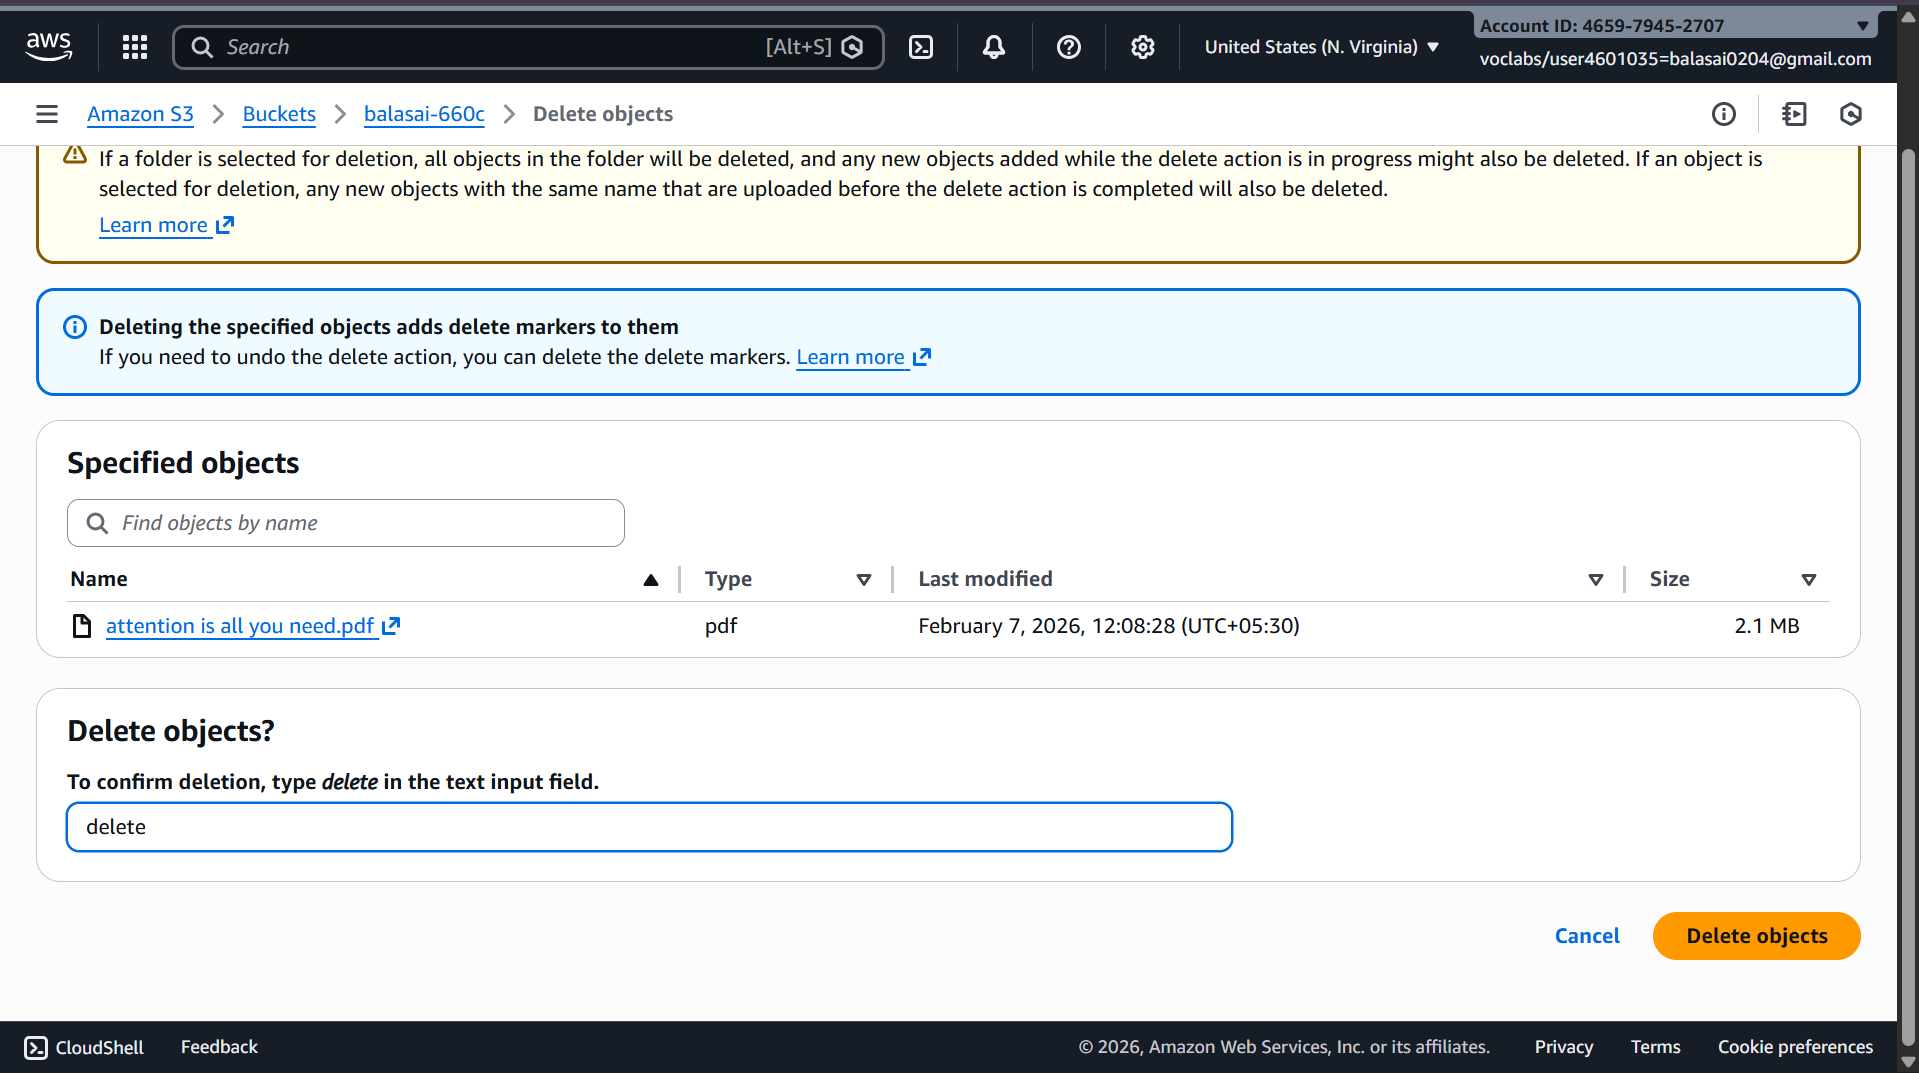 aws
Search [Alt+S]
United States (N. Virginia)
Account ID: 4659-7945-2707
voclabs/user4601035=balasai0204@gmail.com
Amazon S3 > Buckets > balasai-660c > Delete objects
If a folder is selected for deletion, all objects in the folder will be deleted, and any new objects added while the delete action is in progress might also be deleted. If an object is
selected for deletion, any new objects with the same name that are uploaded before the delete action is completed will also be deleted.
Learn more
Deleting the specified objects adds delete markers to them
If you need to undo the delete action, you can delete the delete markers. Learn more
Specified objects
Find objects by name
Name Type Last modified Size
attention is all you need.pdf pdf February 7, 2026, 12:08:28 (UTC+05:30) 2.1 MB
Delete objects?
To confirm deletion, type delete in the text input field.
delete
Cancel Delete objects
CloudShell Feedback © 2026, Amazon Web Services, Inc. or its affiliates. Privacy Terms Cookie preferences